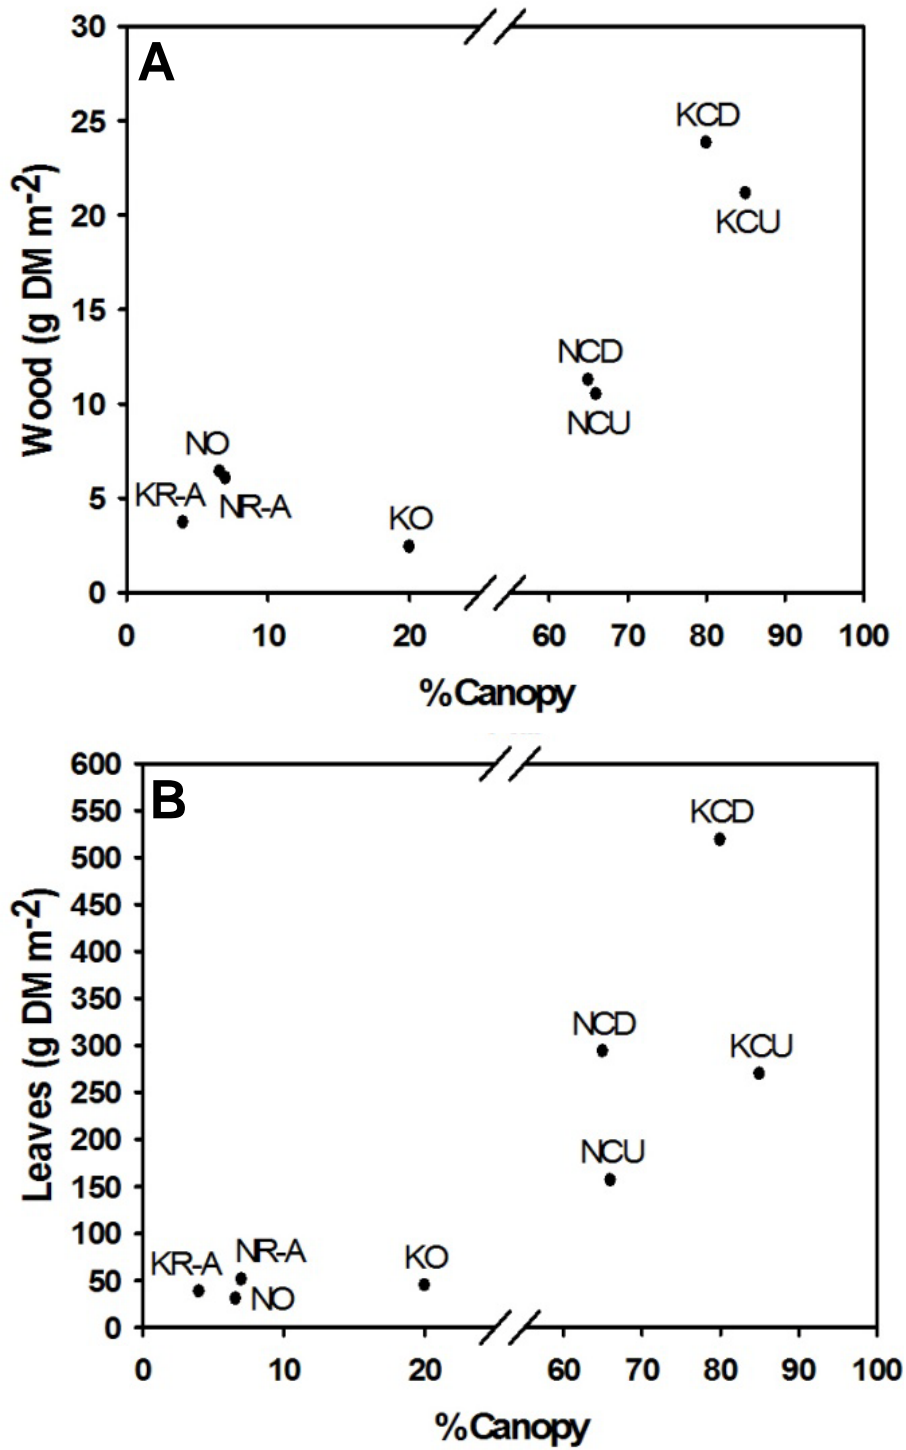 30
A
KCD
25
KCU
20
15
NCD
10
NCU
NO
KR-A
5
NR-A
KO
0
0 10 20 60 70 80 90 100
%Canopy
Wood (g DM m-2)
600
B
KCD
550
500
450
400
350
NCD
300
KCU
250
200
NCU
150
100
NR-A
KR-A
KO
50
NO
0
0 10 20 60 70 80 90 100
%Canopy
Leaves (g DM m-2)